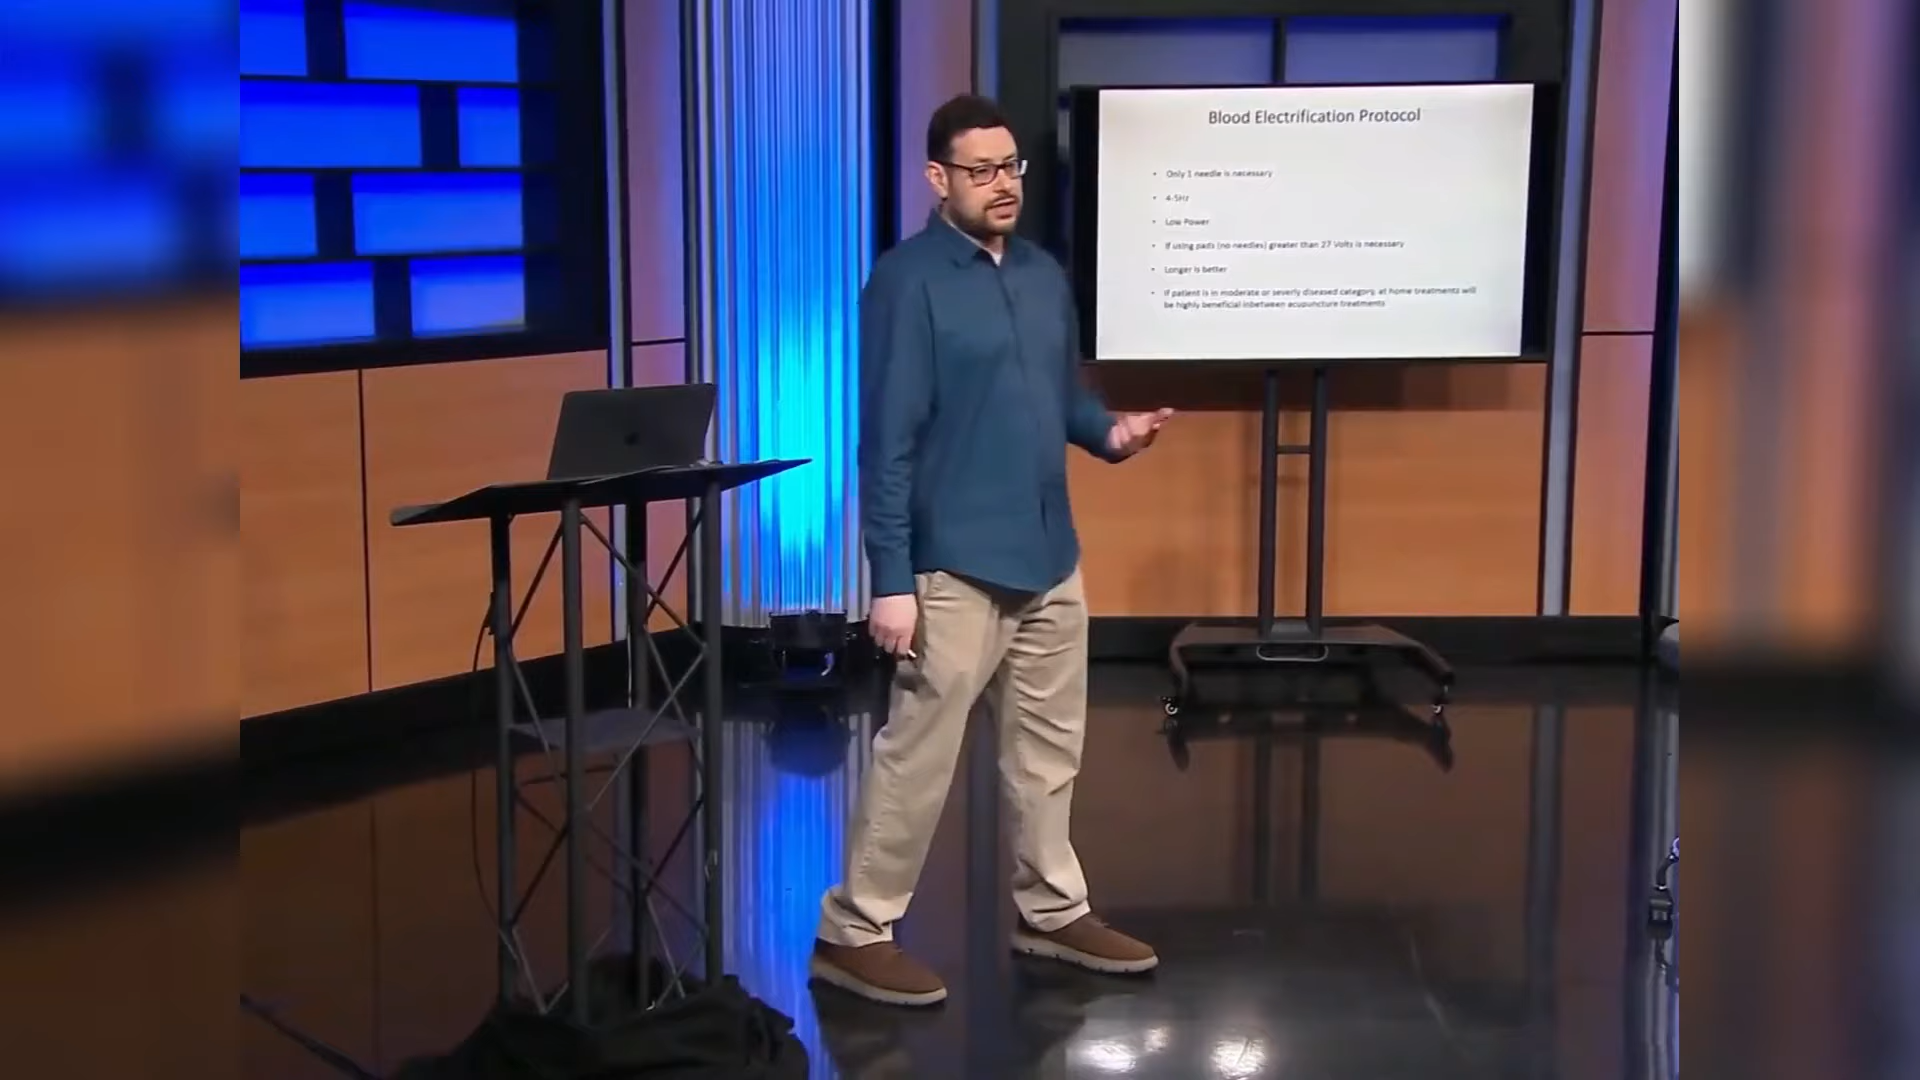 Blood Electrification Protocol
• Only 1 needle is necessary
• 4-5Hz
• Low Power
• If using pads (no needles) greater than 27 Volts is necessary
• Longer is better
• If patient is in moderate or severly diseased category, at home treatments will
be highly beneficial inbetween acupuncture treatments